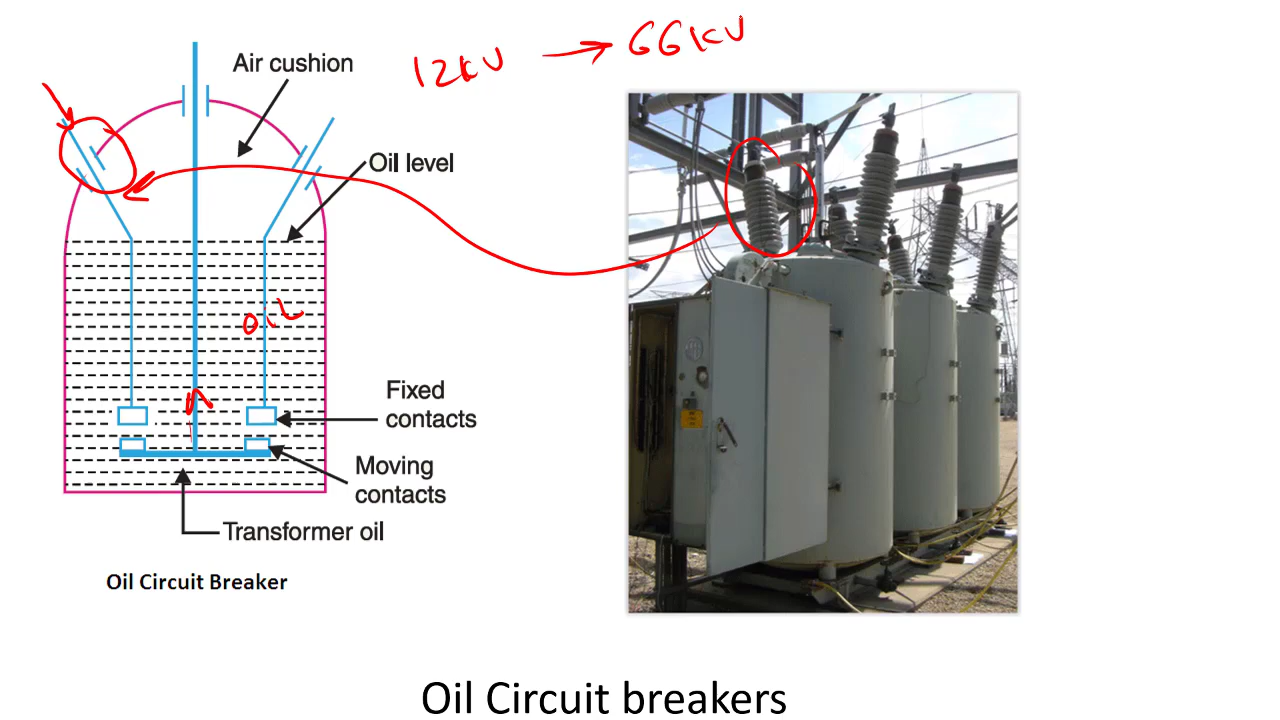 12kV → 66kV
Air cushion
Oil level
OIL
Fixed
contacts
Moving
contacts
Transformer oil
Oil Circuit Breaker
Oil Circuit breakers